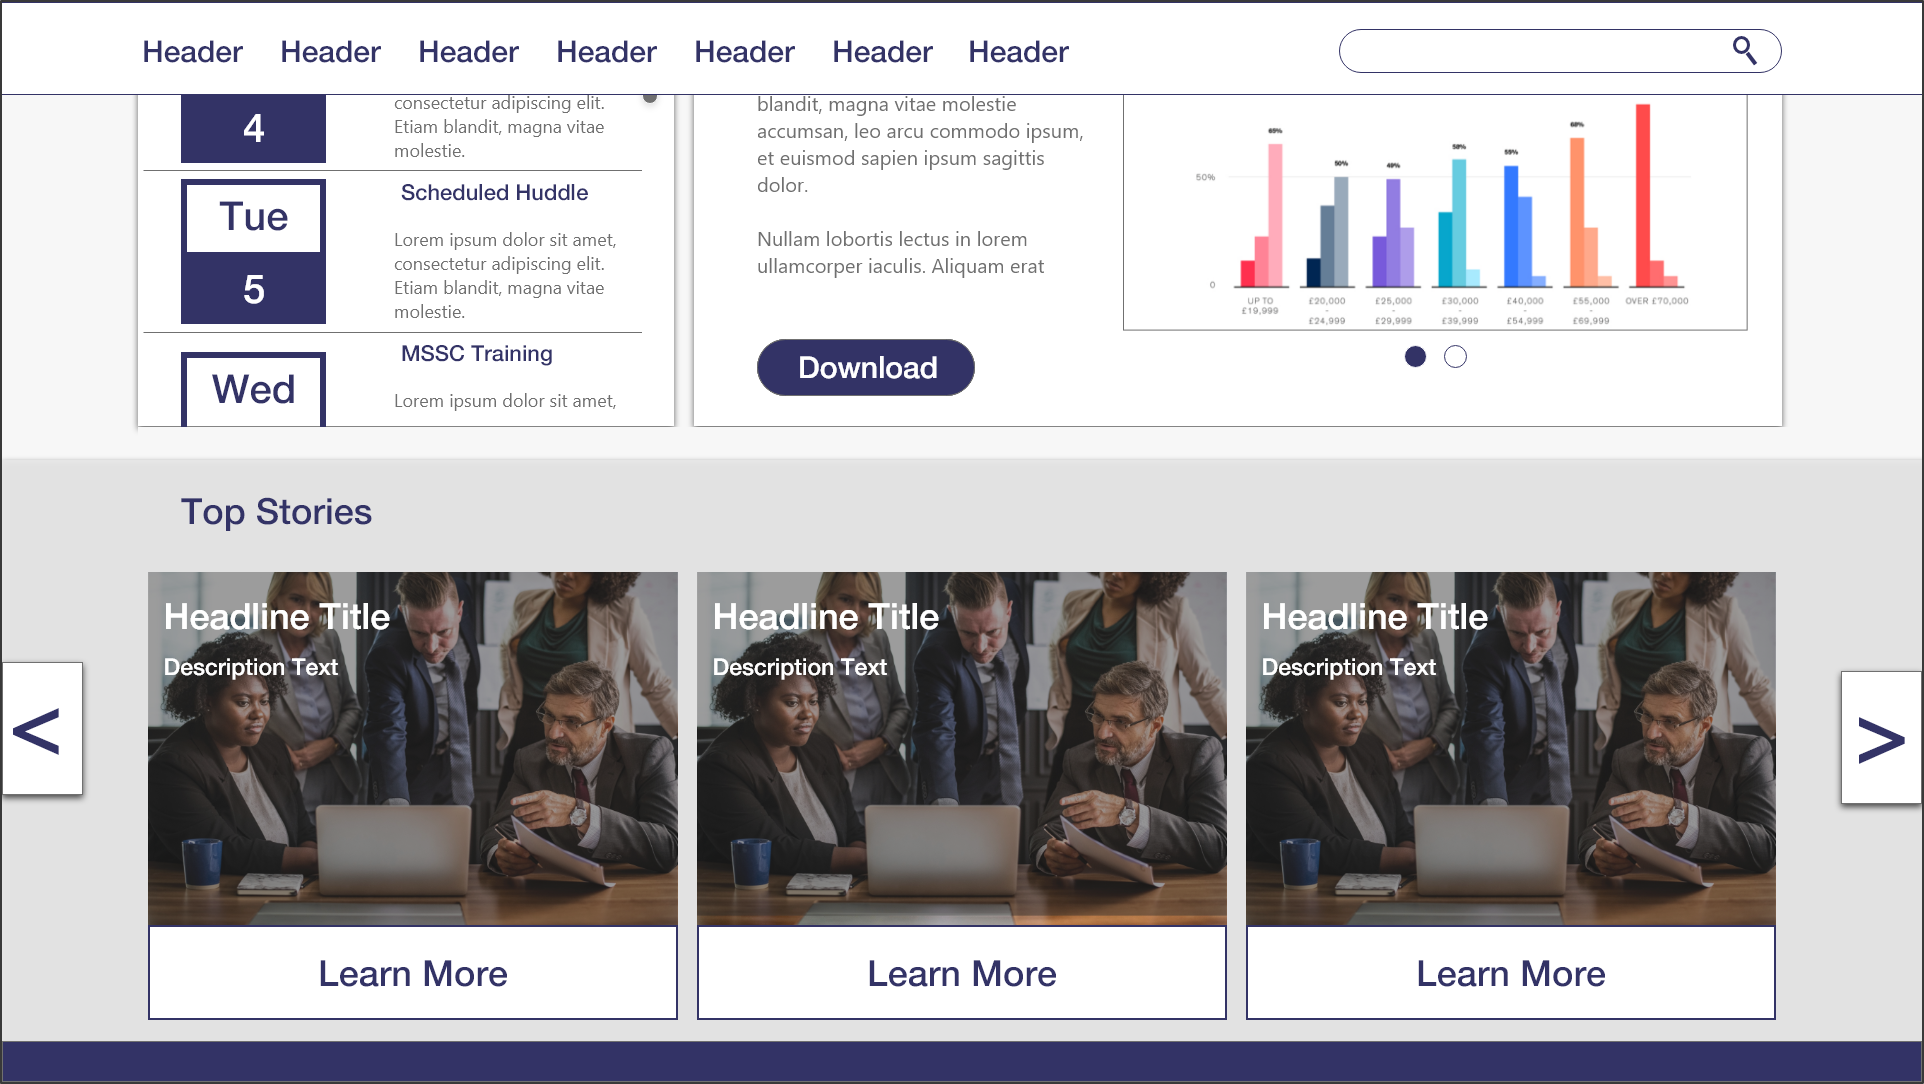 Header Header Header Header Header Header Header
4
consectetur adipiscing elit.
Etiam blandit, magna vitae
molestie.
Tue
5
Scheduled Huddle
Lorem ipsum dolor sit amet,
consectetur adipiscing elit.
Etiam blandit, magna vitae
molestie.
Wed
MSSC Training
Lorem ipsum dolor sit amet,
blandit, magna vitae molestie
accumsan, leo arcu commodo ipsum,
et euismod sapien ipsum sagittis
dolor.
Nullam lobortis lectus in lorem
ullamcorper iaculis. Aliquam erat
Download
65% 50% 49% 58% 55% 68%
50%
0
UP TO £20,000 £25,000 £30,000 £40,000 £55,000 OVER £70,000
£19,999 - - - - -
£24,999 £29,999 £39,999 £54,999 £69,999
Top Stories
Headline Title
Description Text
Learn More
Headline Title
Description Text
Learn More
Headline Title
Description Text
Learn More
< >